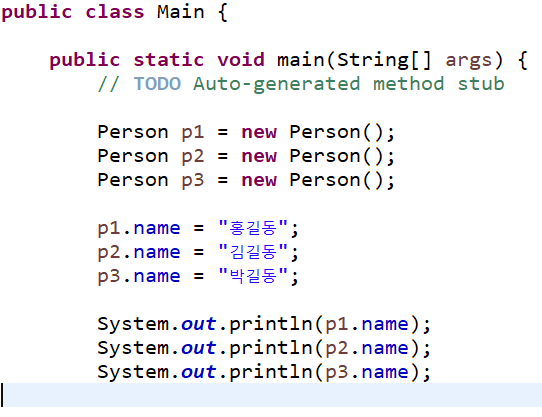 public class Main {
public static void main(String[] args) {
// TODO Auto-generated method stub
Person p1 = new Person();
Person p2 = new Person();
Person p3 = new Person();
p1.name = "홍길동";
p2.name = "김길동";
p3.name = "박길동";
System.out.println(p1.name);
System.out.println(p2.name);
System.out.println(p3.name);